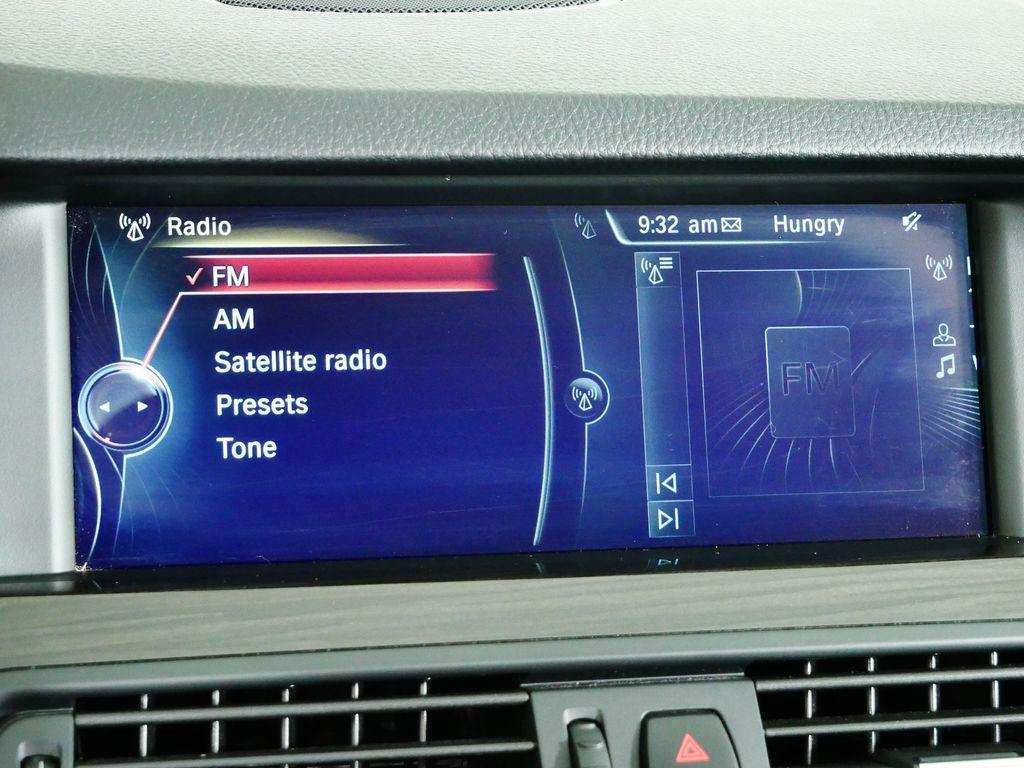 Radio
9:32 am Hungry
FM
AM
Satellite radio
Presets
Tone
FM